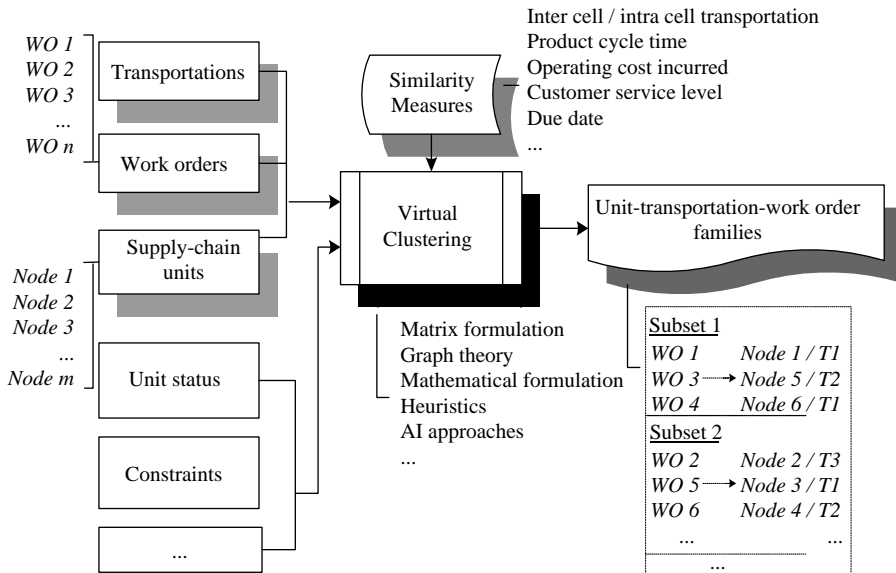 WO 1
WO 2
WO 3
...
WO n
Transportations
Work orders
Supply-chain
units
Node 1
Node 2
Node 3
...
Node m
Unit status
Constraints
...
Similarity
Measures
Inter cell / intra cell transportation
Product cycle time
Operating cost incurred
Customer service level
Due date
...
Virtual
Clustering
Matrix formulation
Graph theory
Mathematical formulation
Heuristics
AI approaches
...
Unit-transportation-work order
families
Subset 1
WO 1 Node 1 / T1
WO 3 Node 5 / T2
WO 4 Node 6 / T1
Subset 2
WO 2 Node 2 / T3
WO 5 Node 3 / T1
WO 6 Node 4 / T2
... ...
...